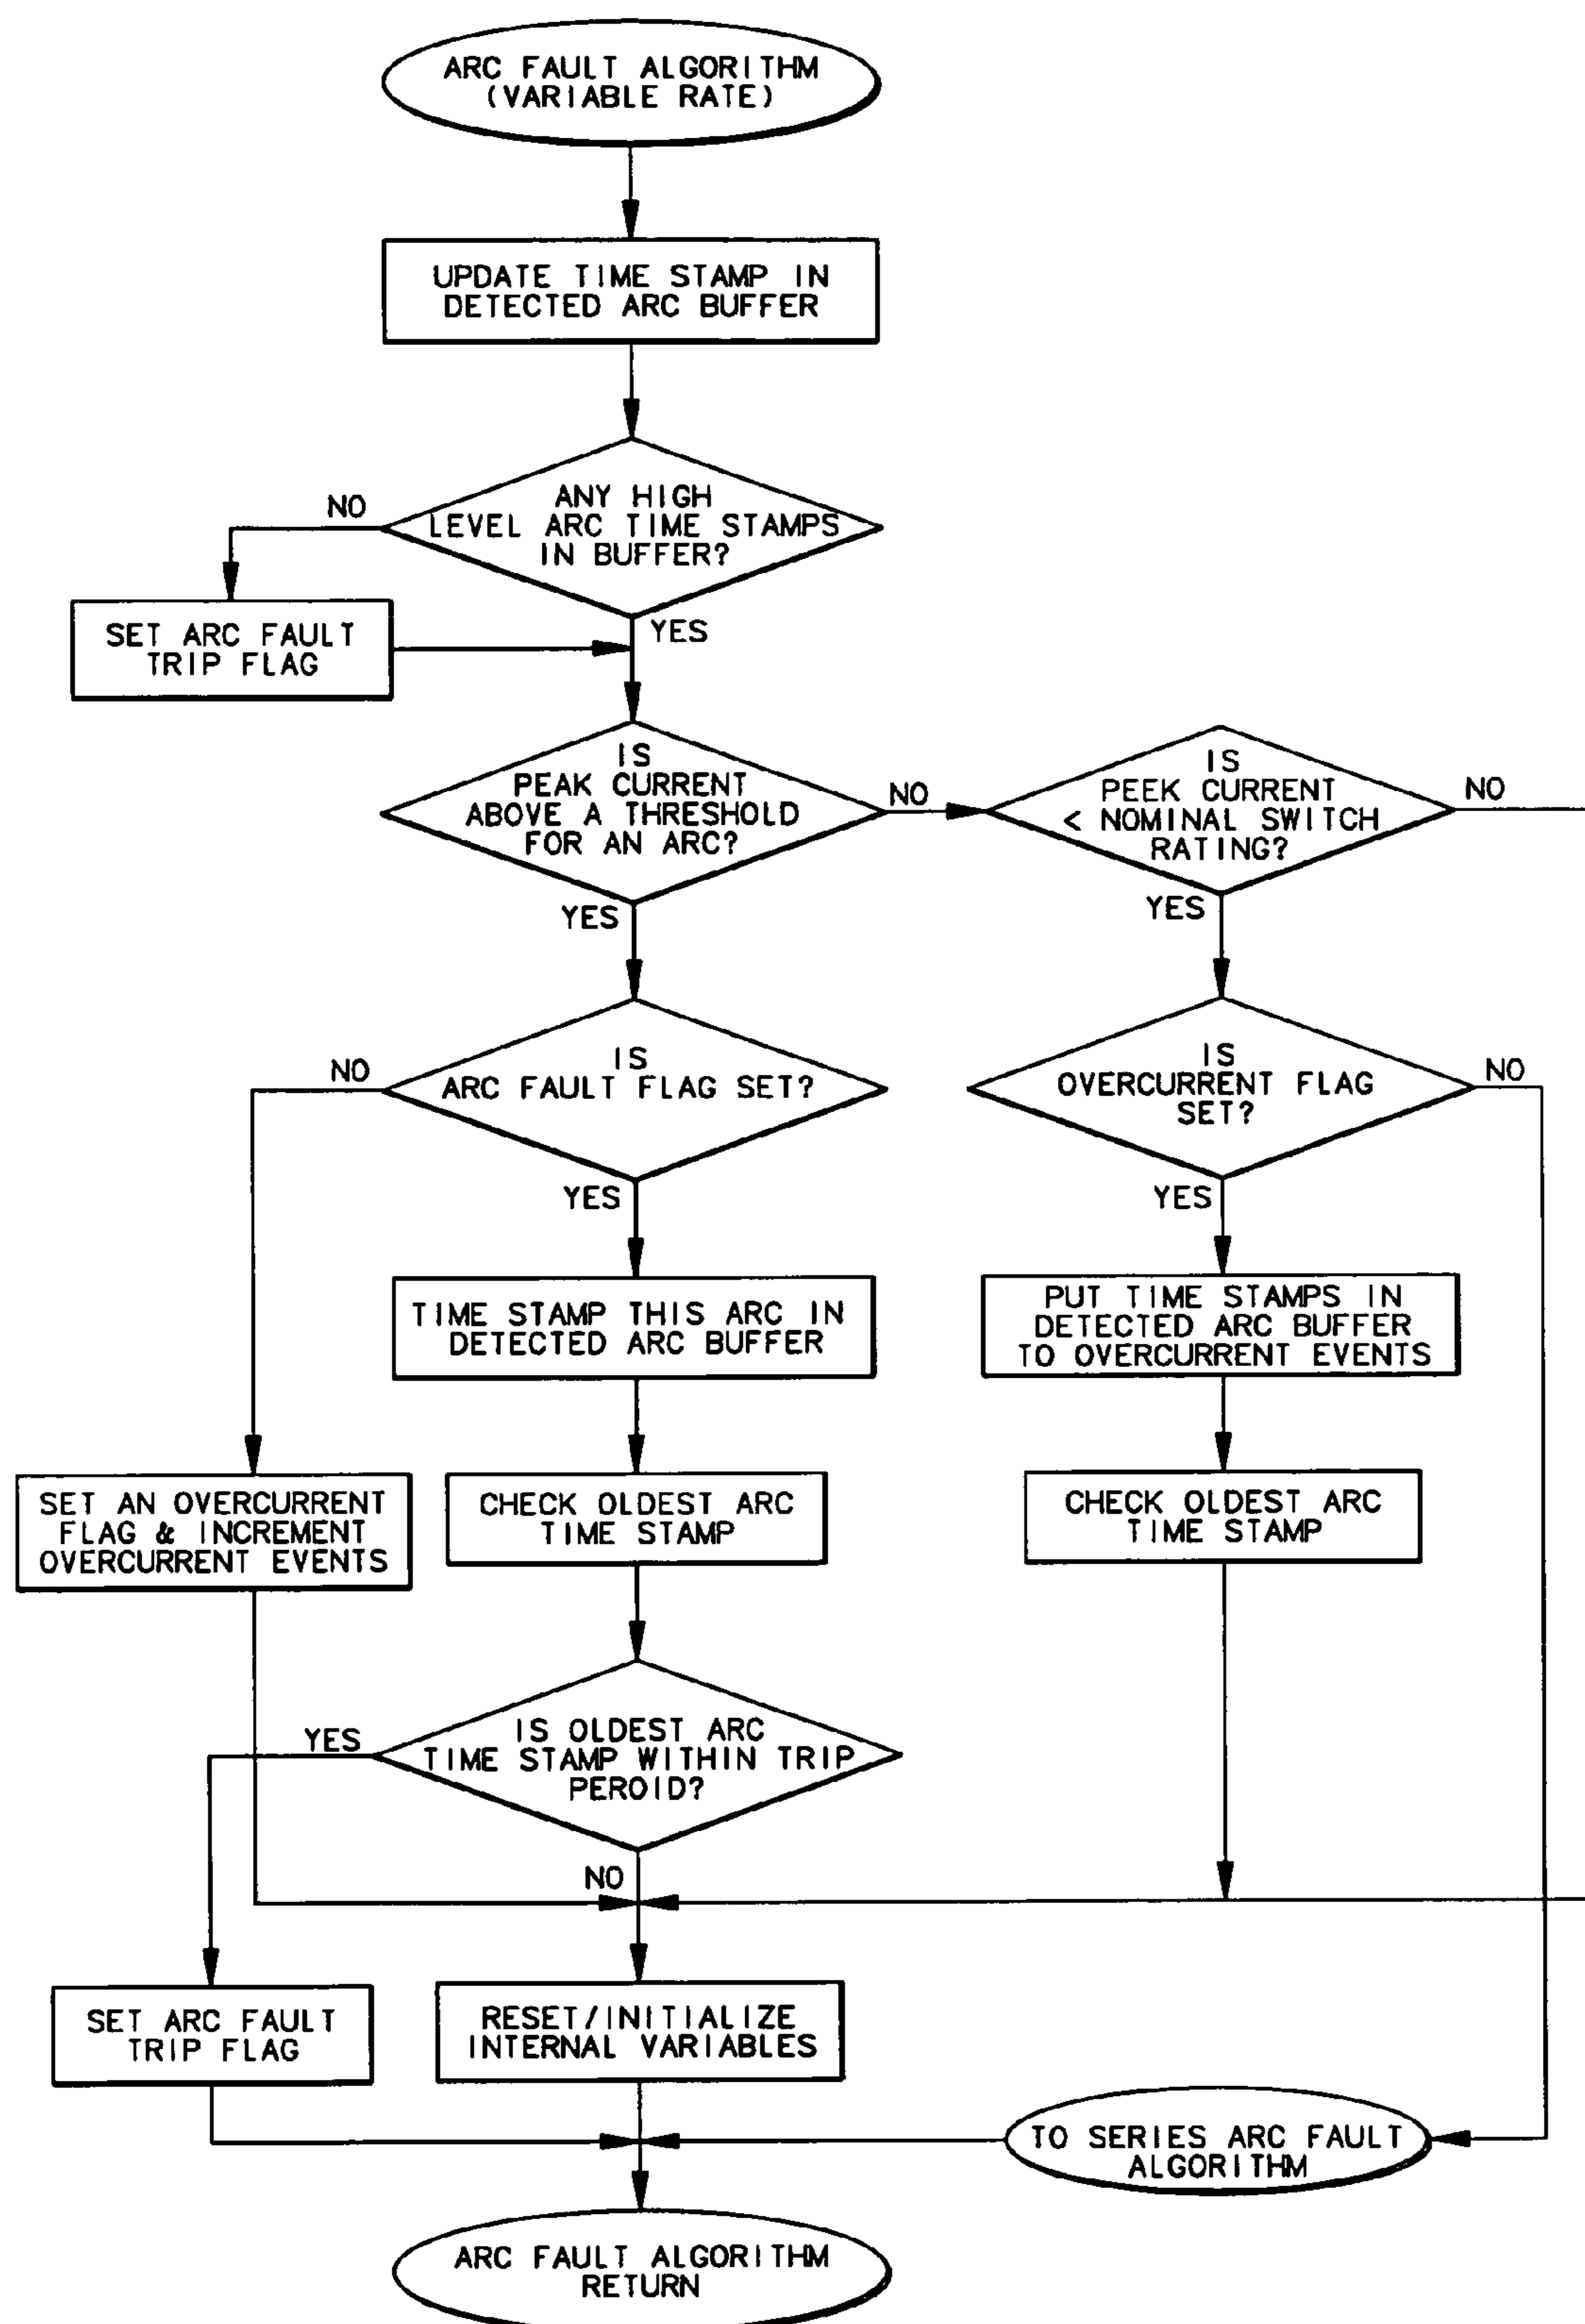 ARC FAULT ALGORITHM
(VARIABLE RATE)
UPDATE TIME STAMP IN
DETECTED ARC BUFFER
ANY HIGH
LEVEL ARC TIME STAMPS
IN BUFFER?
NO
YES
SET ARC FAULT
TRIP FLAG
IS
PEAK CURRENT
ABOVE A THRESHOLD
FOR AN ARC?
NO
YES
IS
PEEK CURRENT
< NOMINAL SWITCH
RATING?
NO
YES
IS
ARC FAULT FLAG SET?
NO
YES
IS
OVERCURRENT FLAG
SET?
NO
YES
TIME STAMP THIS ARC IN
DETECTED ARC BUFFER
PUT TIME STAMPS IN
DETECTED ARC BUFFER
TO OVERCURRENT EVENTS
SET AN OVERCURRENT
FLAG & INCREMENT
OVERCURRENT EVENTS
CHECK OLDEST ARC
TIME STAMP
CHECK OLDEST ARC
TIME STAMP
IS OLDEST ARC
TIME STAMP WITHIN TRIP
PEROID?
YES
NO
SET ARC FAULT
TRIP FLAG
RESET/INITIALIZE
INTERNAL VARIABLES
TO SERIES ARC FAULT
ALGORITHM
ARC FAULT ALGORITHM
RETURN